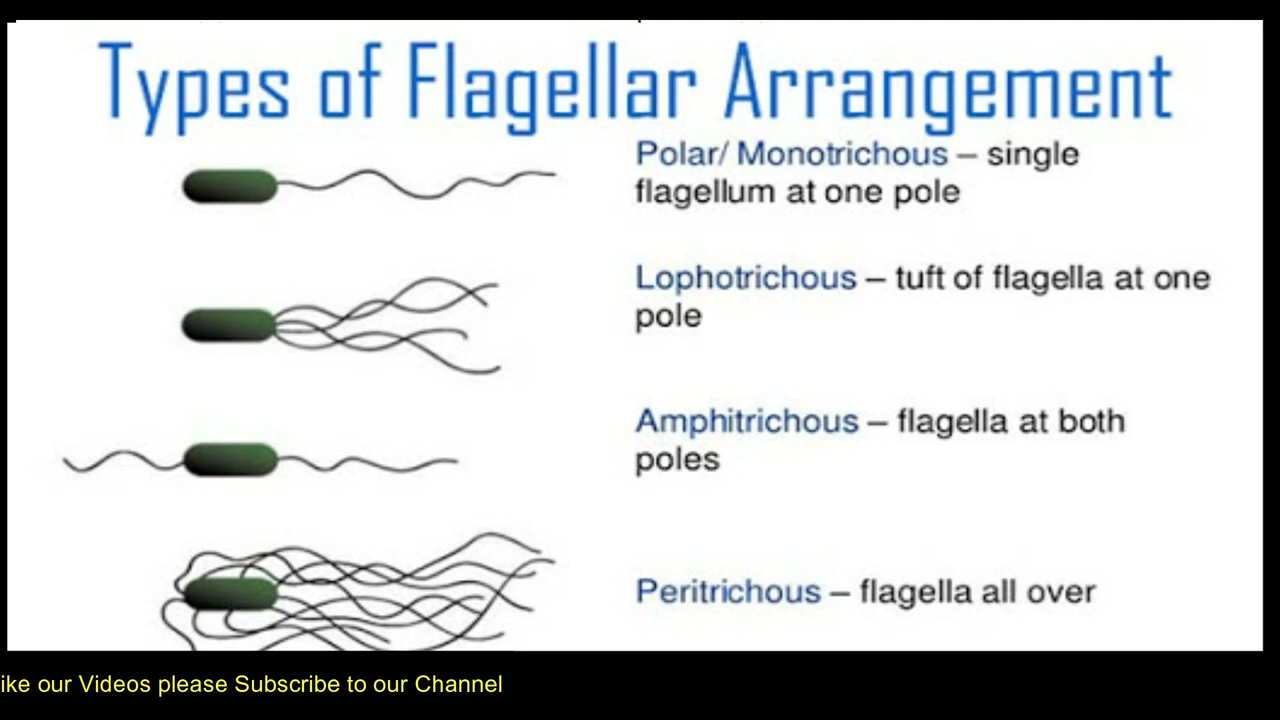 Types of Flagellar Arrangement
Polar/ Monotrichous – single
flagellum at one pole
Lophotrichous – tuft of flagella at one
pole
Amphitrichous – flagella at both
poles
Peritrichous – flagella all over
ike our Videos please Subscribe to our Channel